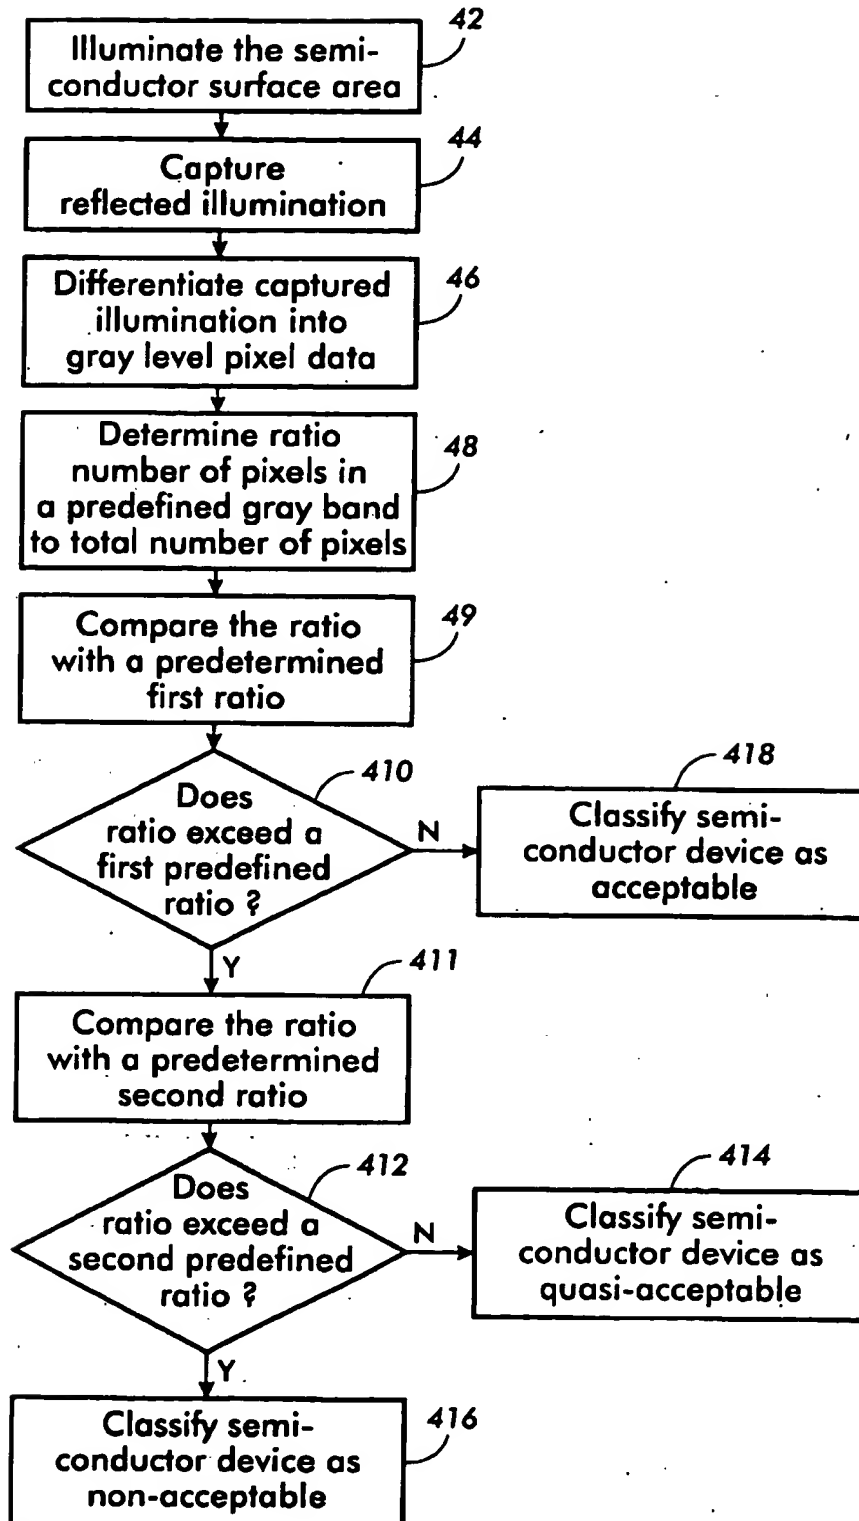 42
Illuminate the semi-
conductor surface area
44
Capture
reflected illumination
46
Differentiate captured
illumination into
gray level pixel data
48
Determine ratio
number of pixels in
a predefined gray band
to total number of pixels
49
Compare the ratio
with a predetermined
first ratio
410
Does
ratio exceed a
first predefined
ratio ?
N
418
Classify semi-
conductor device as
acceptable
Y
411
Compare the ratio
with a predetermined
second ratio
412
Does
ratio exceed a
second predefined
ratio ?
N
414
Classify semi-
conductor device as
quasi-acceptable
Y
416
Classify semi-
conductor device as
non-acceptable